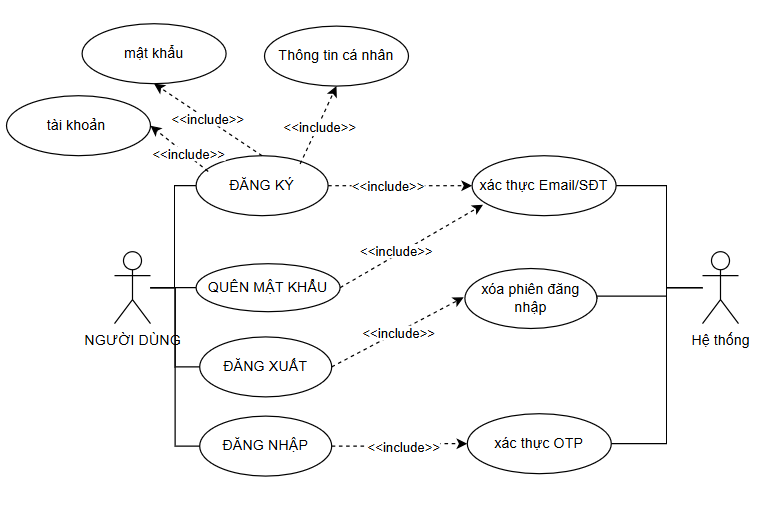 mật khẩu
Thông tin cá nhân
<<include>>
<<include>>
tài khoản
<<include>>
ĐĂNG KÝ
<<include>>
xác thực Email/SĐT
<<include>>
QUÊN MẬT KHẨU
xóa phiên đăng
nhập
<<include>>
NGƯỜI DÙNG
Hệ thống
ĐĂNG XUẤT
ĐĂNG NHẬP
<<include>>
xác thực OTP